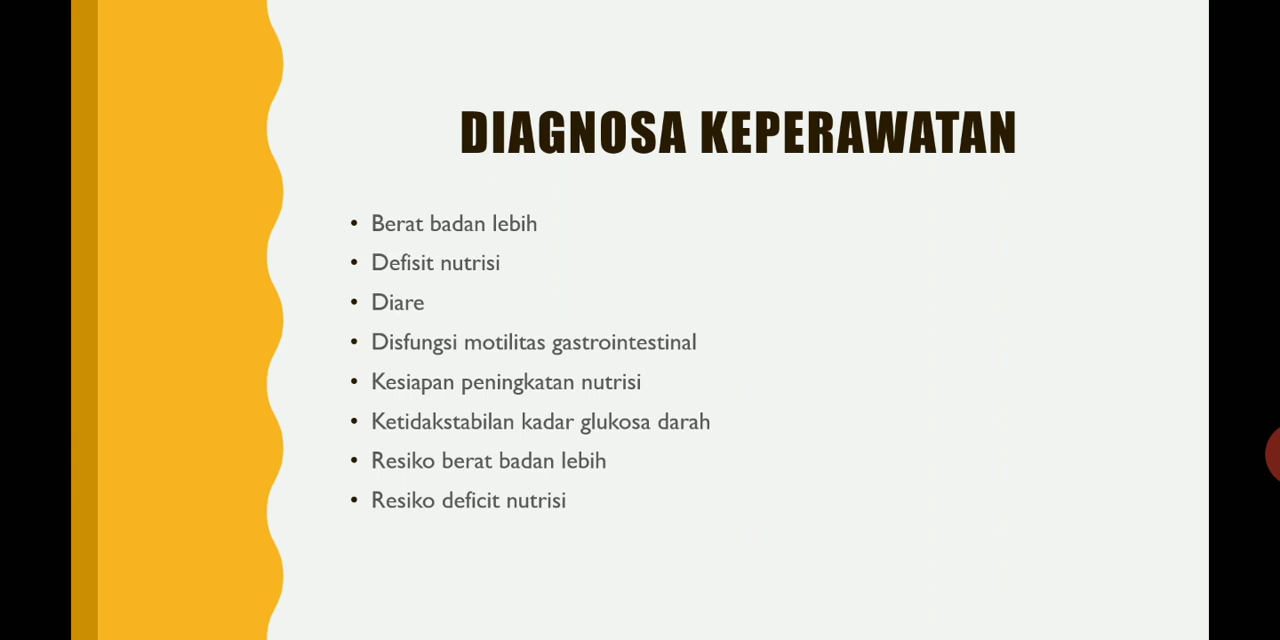 DIAGNOSA KEPERAWATAN
• Berat badan lebih
• Defisit nutrisi
• Diare
• Disfungsi motilitas gastrointestinal
• Kesiapan peningkatan nutrisi
• Ketidakstabilan kadar glukosa darah
• Resiko berat badan lebih
• Resiko deficit nutrisi